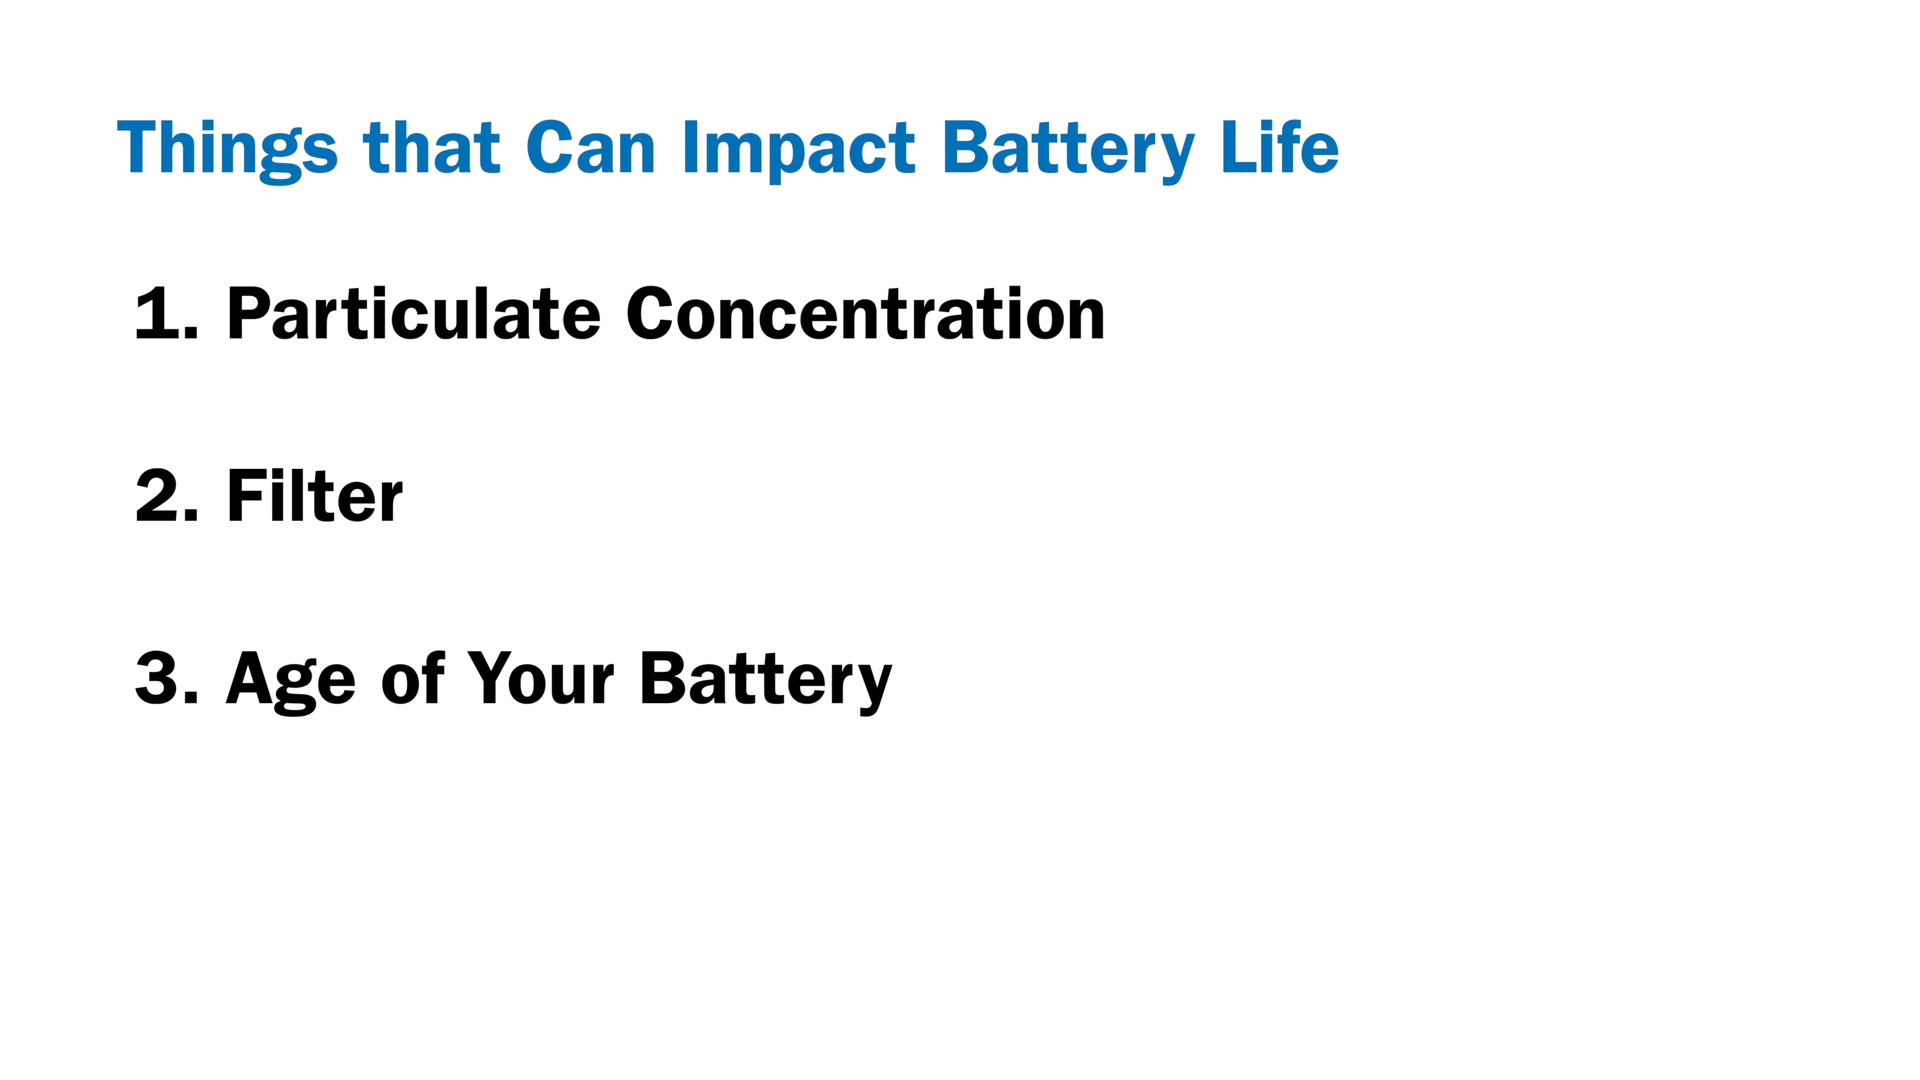 Things that Can Impact Battery Life
1. Particulate Concentration
2. Filter
3. Age of Your Battery